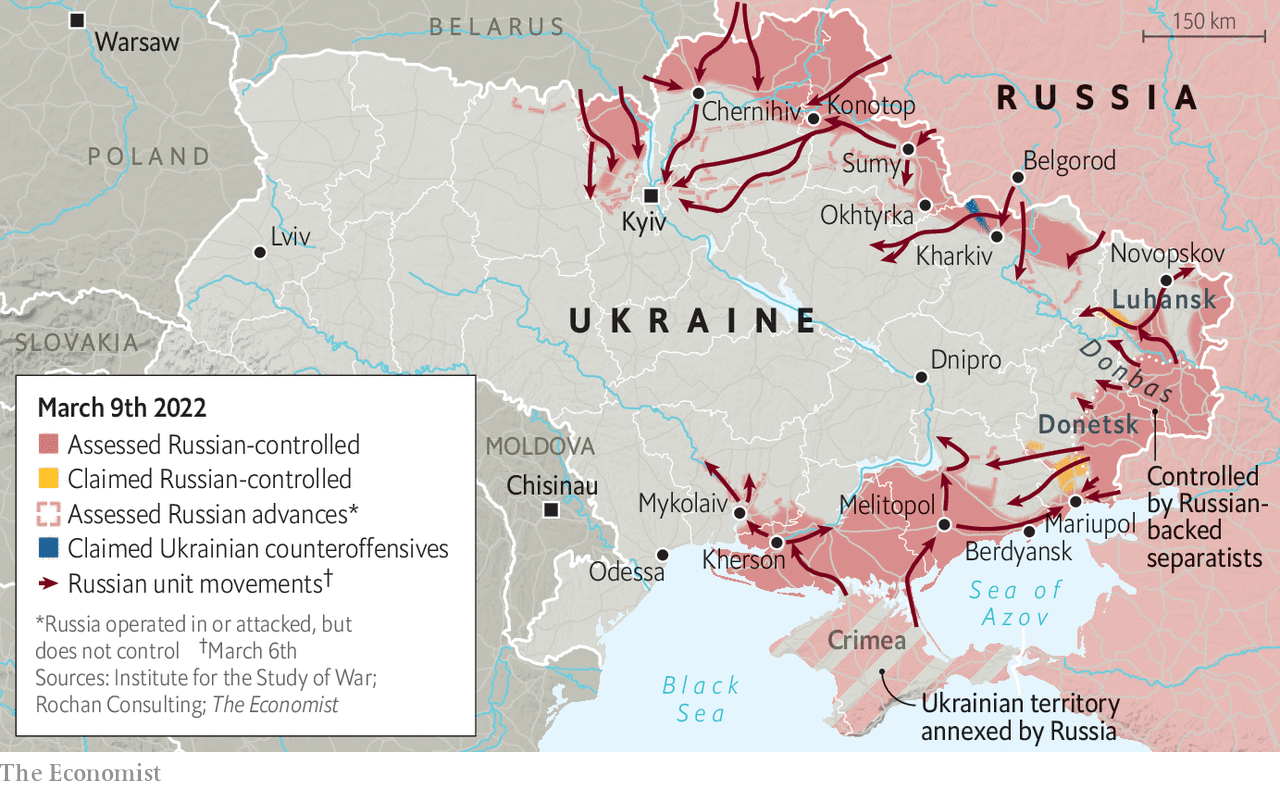 BELARUS
150 km
Warsaw
RUSSIA
Chernihiv
Konotop
POLAND
Sumy
Belgorod
Kyiv
Okhtyrka
Lviv
Kharkiv
Novopskov
Luhansk
UKRAINE
SLOVAKIA
Donbas
Dnipro
Donetsk
MOLDOVA
Chisinau
Mykolaiv
Melitopol
Mariupol
Controlled
by Russian-
backed
separatists
Kherson
Berdyansk
Odessa
Sea of
Azov
Crimea
Black
Sea
Ukrainian territory
annexed by Russia
March 9th 2022
Assessed Russian-controlled
Claimed Russian-controlled
Assessed Russian advances*
Claimed Ukrainian counteroffensives
Russian unit movements†
*Russia operated in or attacked, but
does not control †March 6th
Sources: Institute for the Study of War;
Rochan Consulting; The Economist
The Economist